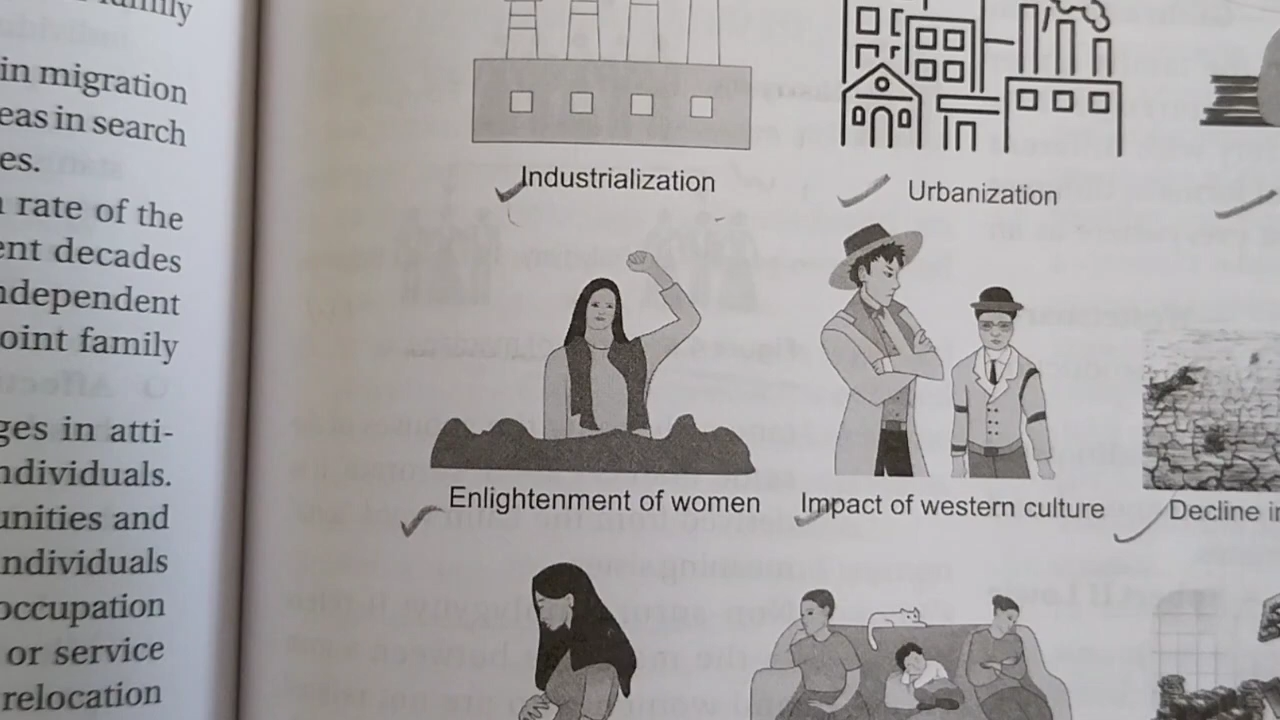 in migration
eas in search
es.
rate of the
ent decades
ndependent
oint family
ges in atti-
ndividuals.
unities and
ndividuals
occupation
or service
relocation
Industrialization
Urbanization
Enlightenment of women
Impact of western culture
Decline